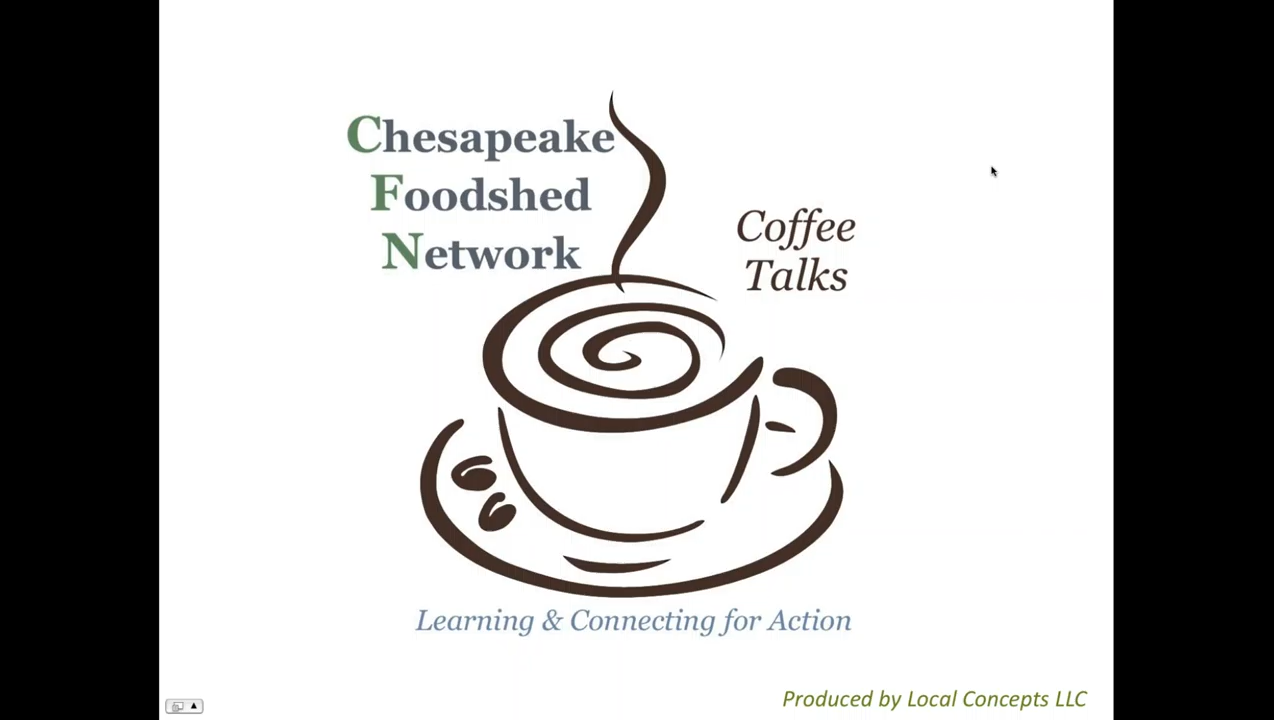 Chesapeake
Foodshed
Network
Coffee
Talks
Learning & Connecting for Action
Produced by Local Concepts LLC